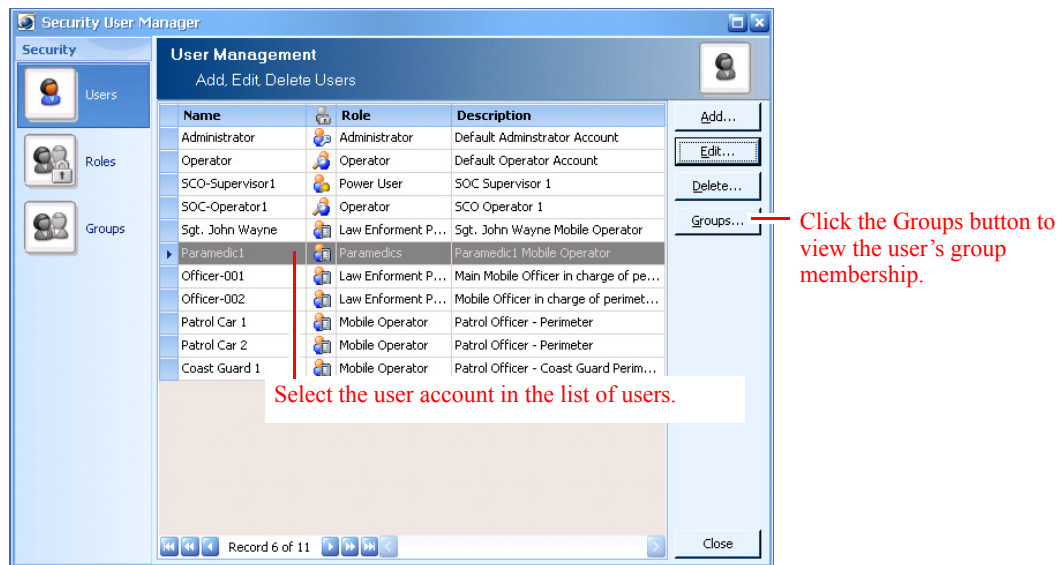 Security User Manager
Security
Users
Roles
Groups
User Management
Add, Edit, Delete Users
Name Role Description
Administrator Administrator Default Adminstrator Account
Operator Operator Default Operator Account
SCO-Supervisor1 Power User SOC Supervisor 1
SOC-Operator1 Operator SCO Operator 1
Sgt. John Wayne Law Enforment P... Sgt. John Wayne Mobile Operator
Paramedic1 Paramedics Paramedic1 Mobile Operator
Officer-001 Law Enforment P... Main Mobile Officer in charge of pe...
Officer-002 Law Enforment P... Mobile Officer in charge of perimet...
Patrol Car 1 Mobile Operator Patrol Officer - Perimeter
Patrol Car 2 Mobile Operator Patrol Officer - Perimeter
Coast Guard 1 Mobile Operator Patrol Officer - Coast Guard Perim...
Select the user account in the list of users.
Record 6 of 11
Add...
Edit...
Delete...
Groups...
Close
Click the Groups button to
view the user’s group
membership.